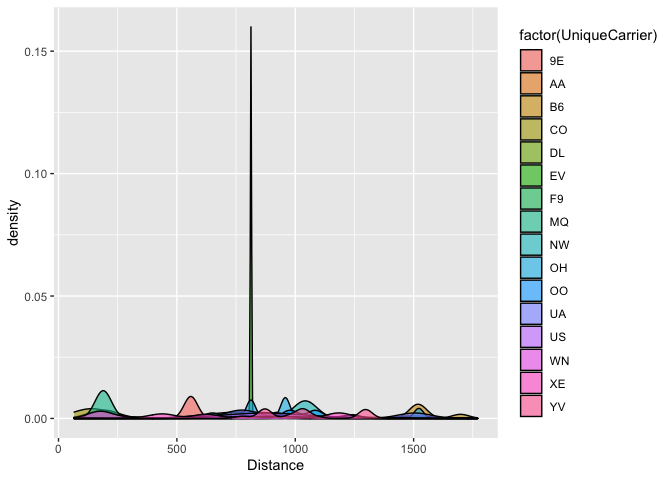 0.15
0.10
0.05
0.00
density
0
500
1000
1500
Distance
factor(UniqueCarrier)
9E
AA
B6
CO
DL
EV
F9
MQ
NW
OH
OO
UA
US
WN
XE
YV